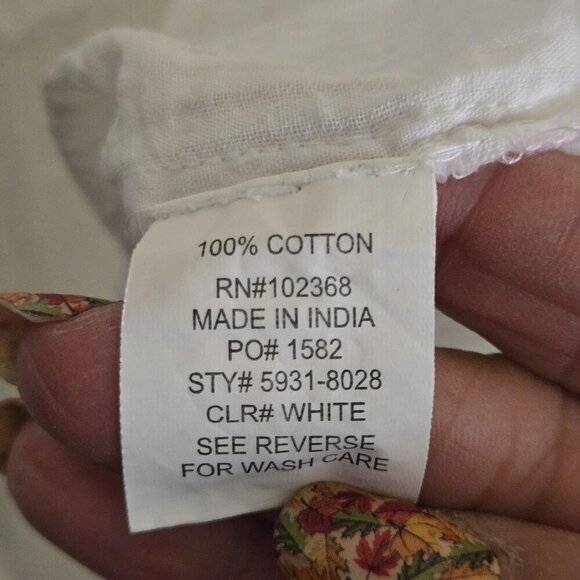 100% COTTON
RN#102368
MADE IN INDIA
PO# 1582
STY# 5931-8028
CLR# WHITE
SEE REVERSE
FOR WASH CARE